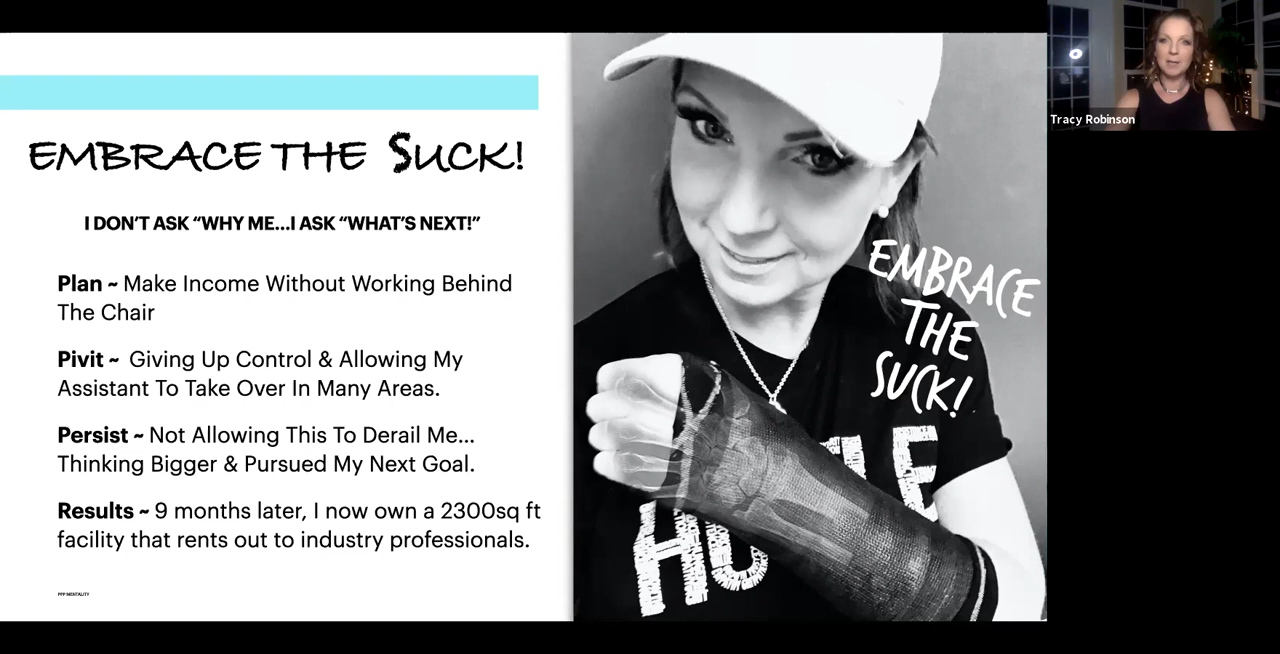 EMBRACE THE SUCK!
I DON'T ASK “WHY ME...I ASK “WHAT'S NEXT!”
Plan ~ Make Income Without Working Behind
The Chair
Pivit ~ Giving Up Control & Allowing My
Assistant To Take Over In Many Areas.
Persist ~ Not Allowing This To Derail Me...
Thinking Bigger & Pursued My Next Goal.
Results ~ 9 months later, I now own a 2300sq ft
facility that rents out to industry professionals.
PPP MENTALITY
EMBRACE
THE
SUCK!
Tracy Robinson